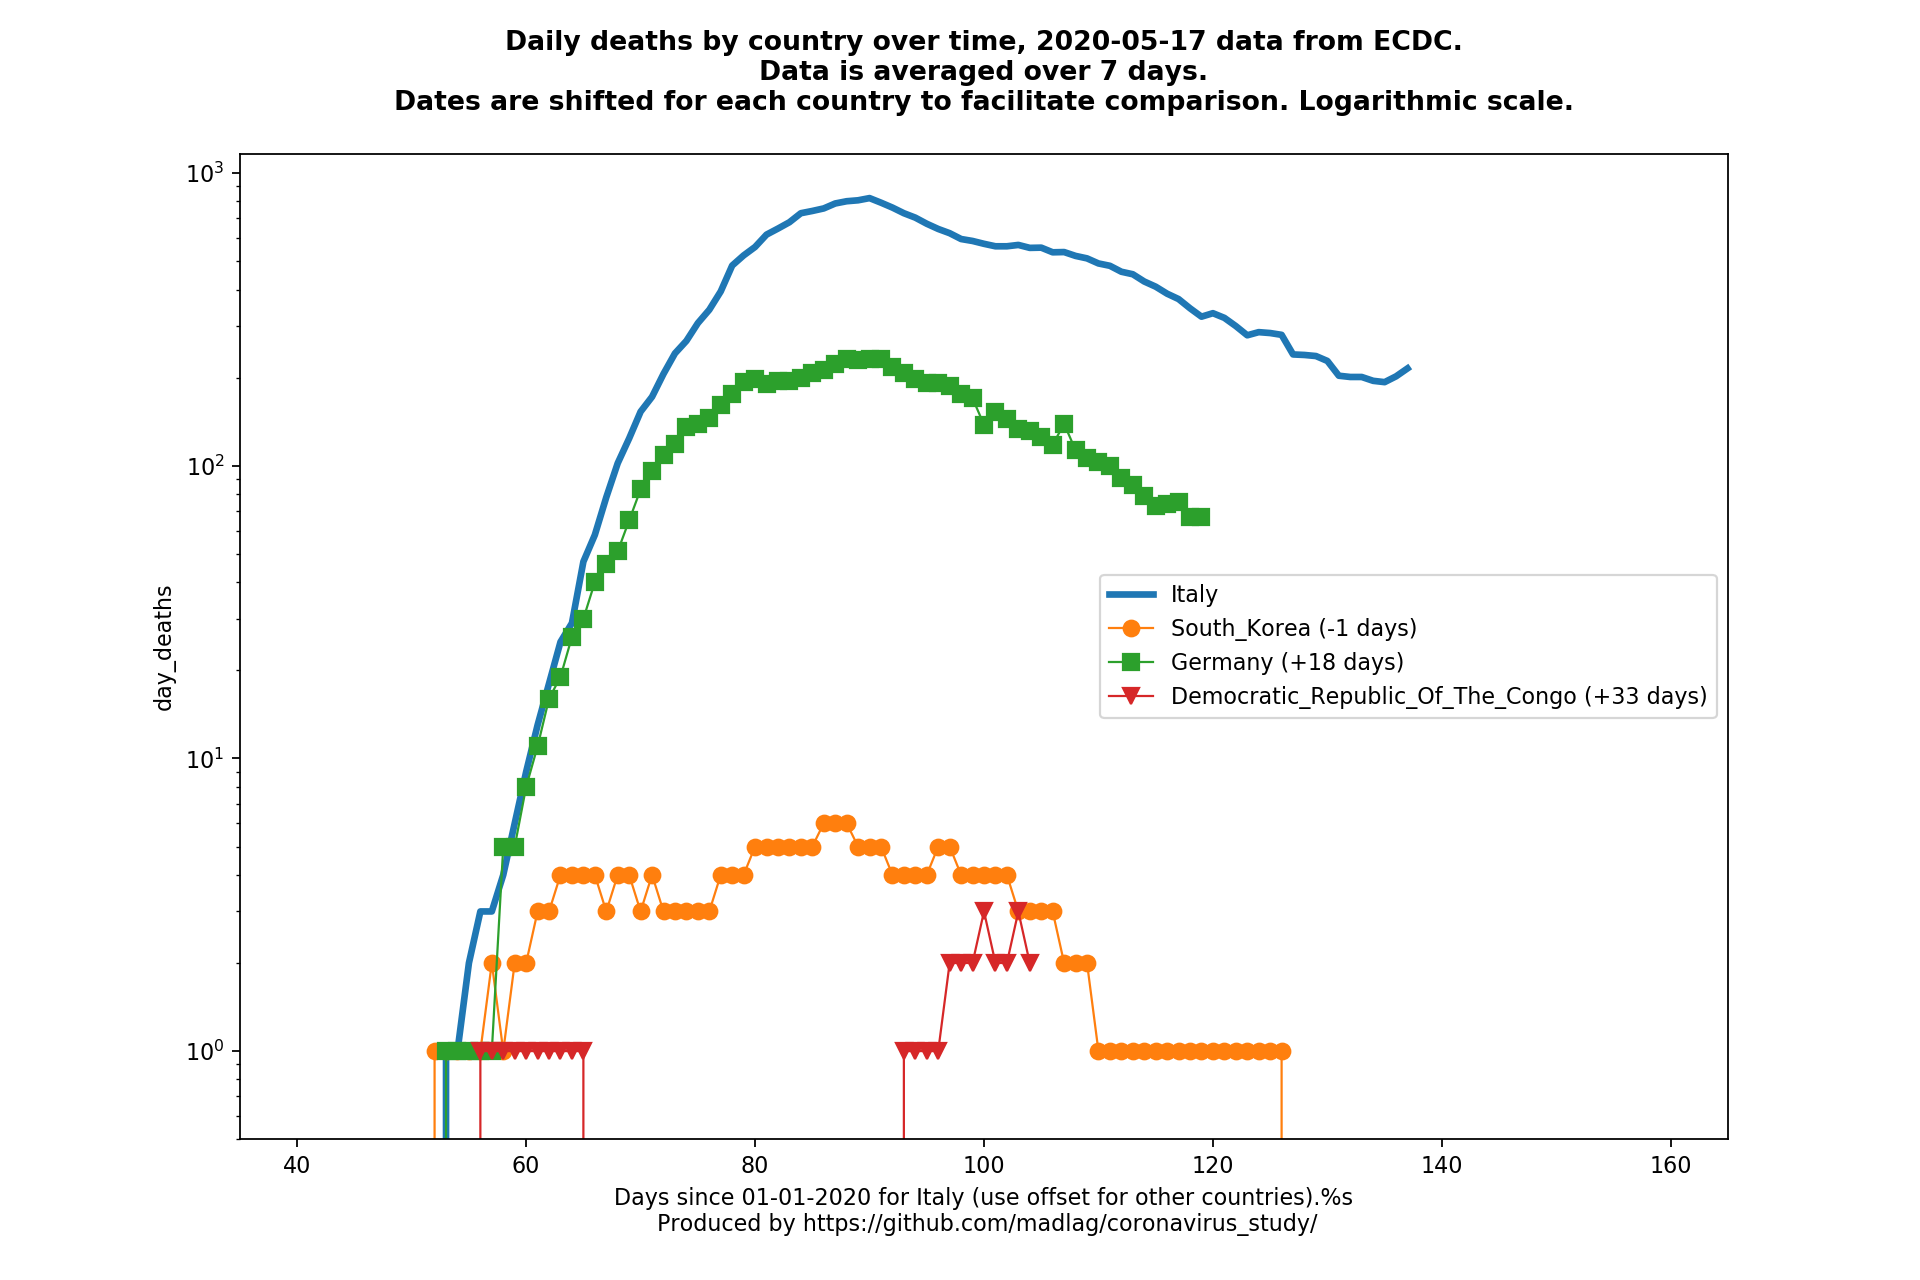 Daily deaths by country over time, 2020-05-17 data from ECDC.
Data is averaged over 7 days.
Dates are shifted for each country to facilitate comparison. Logarithmic scale.
10³
10²
10¹
10⁰
day_deaths
Italy
South_Korea (-1 days)
Germany (+18 days)
Democratic_Republic_Of_The_Congo (+33 days)
40 60 80 100 120 140 160
Days since 01-01-2020 for Italy (use offset for other countries).%s
Produced by https://github.com/madlag/coronavirus_study/